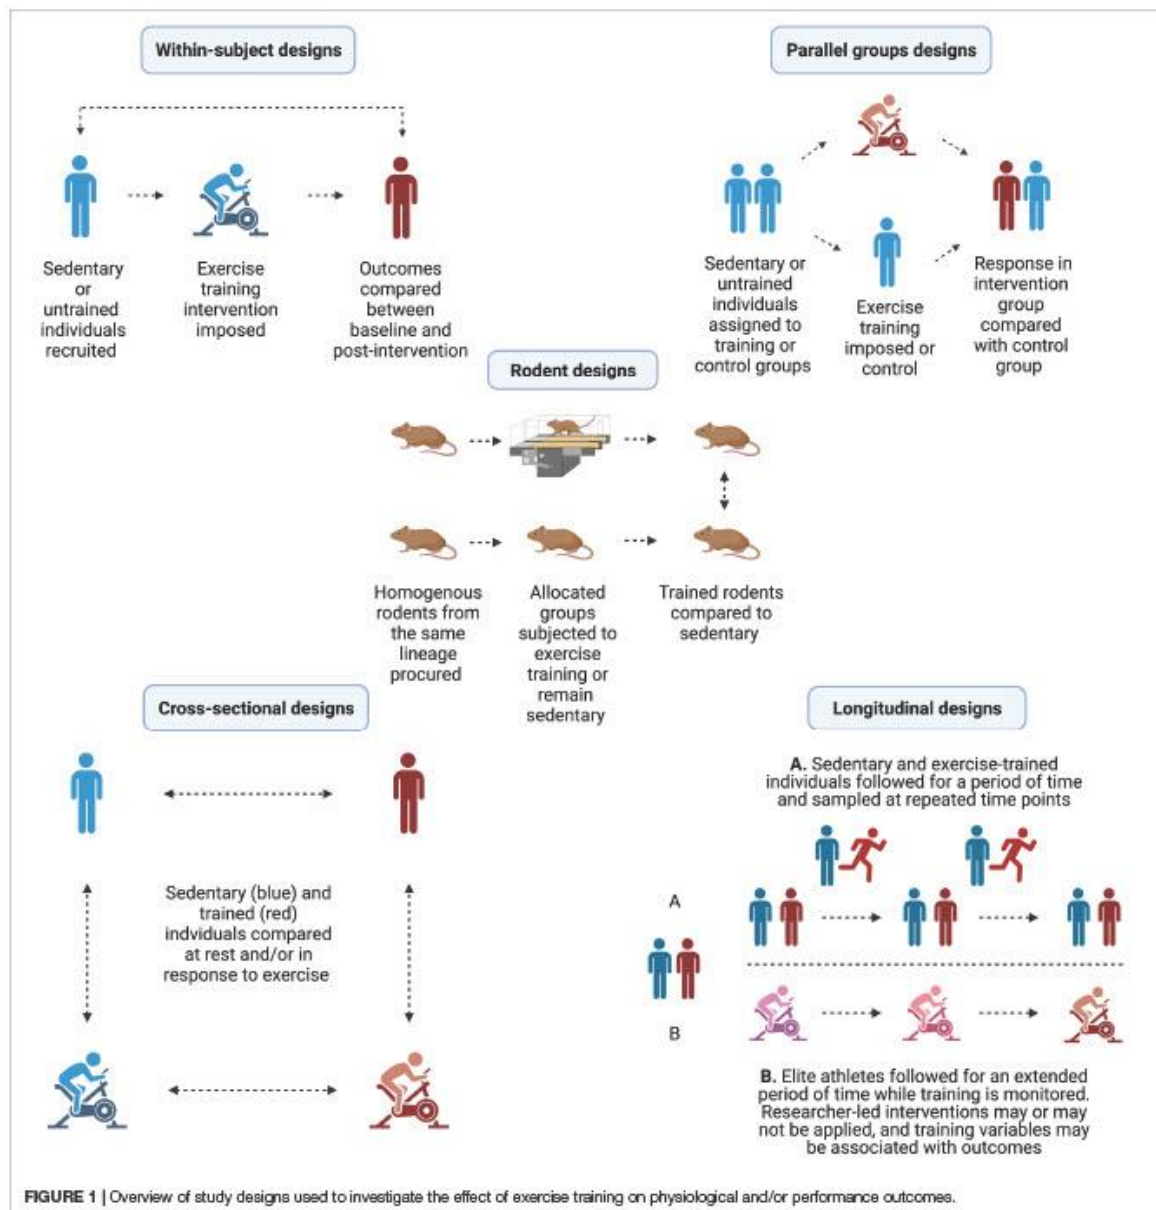 Within-subject designs
Sedentary
or
untrained
individuals
recruited
Exercise
training
intervention
imposed
Outcomes
compared
between
baseline and
post-intervention
Parallel groups designs
Sedentary or
untrained
individuals
assigned to
training or
control groups
Exercise
training
imposed or
control
Response in
intervention
group
compared
with control
group
Rodent designs
Homogenous
rodents from
the same
lineage
procured
Allocated
groups
subjected to
exercise
training or
remain
sedentary
Trained rodents
compared to
sedentary
Cross-sectional designs
Sedentary (blue) and
trained (red)
indviduals compared
at rest and/or in
response to exercise
Longitudinal designs
A. Sedentary and exercise-trained
individuals followed for a period of time
and sampled at repeated time points
A
B
B. Elite athletes followed for an extended
period of time while training is monitored.
Researcher-led interventions may or may
not be applied, and training variables may
be associated with outcomes
FIGURE 1 | Overview of study designs used to investigate the effect of exercise training on physiological and/or performance outcomes.